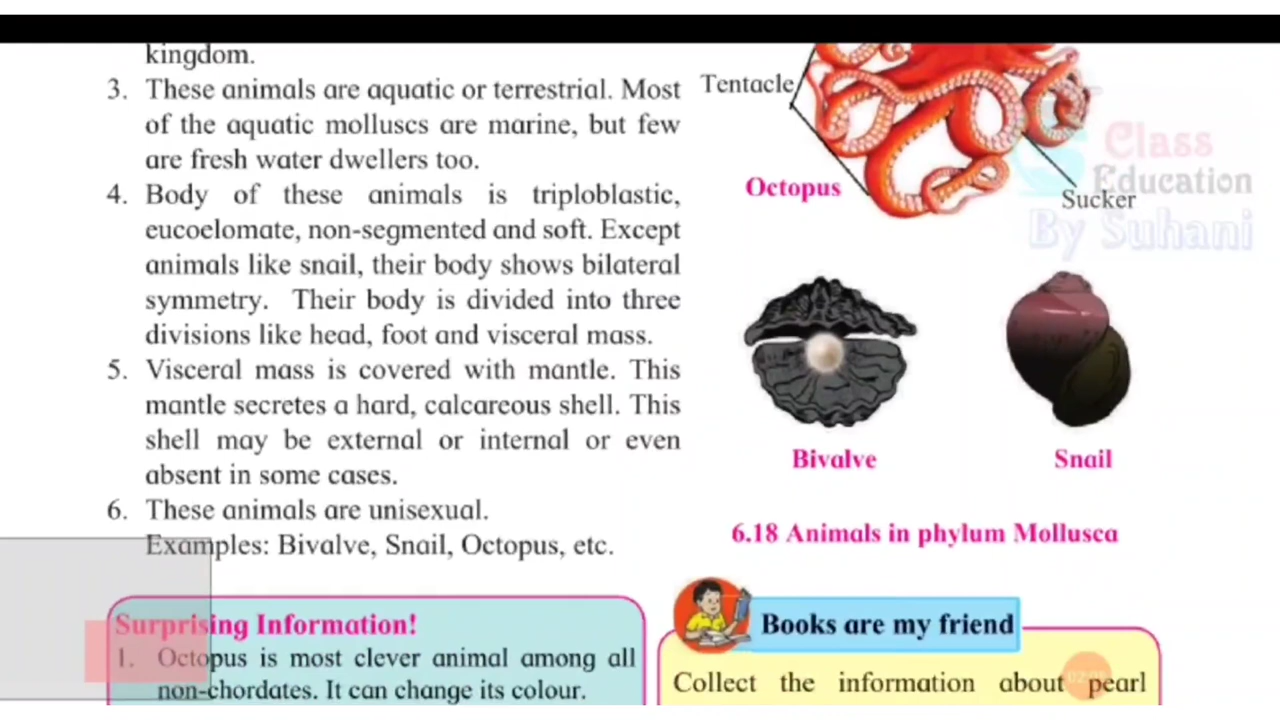 kingdom.
3. These animals are aquatic or terrestrial. Most
of the aquatic molluscs are marine, but few
are fresh water dwellers too.
4. Body of these animals is triploblastic,
eucoelomate, non-segmented and soft. Except
animals like snail, their body shows bilateral
symmetry. Their body is divided into three
divisions like head, foot and visceral mass.
5. Visceral mass is covered with mantle. This
mantle secretes a hard, calcareous shell. This
shell may be external or internal or even
absent in some cases.
6. These animals are unisexual.
Examples: Bivalve, Snail, Octopus, etc.
Surprising Information!
1. Octopus is most clever animal among all
non-chordates. It can change its colour.
Tentacle
Octopus
Sucker
Class
Education
By Suhani
Bivalve
Snail
6.18 Animals in phylum Mollusca
Books are my friend
Collect the information about pearl